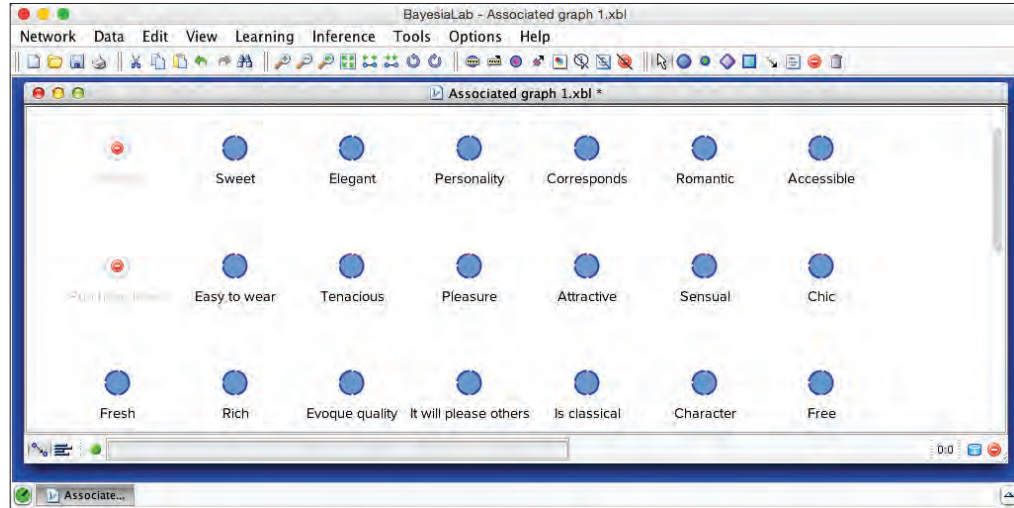 BayesiaLab - Associated graph 1.xbl
Network Data Edit View Learning Inference Tools Options Help
Associated graph 1.xbl *
Sweet Elegant Personality Corresponds Romantic Accessible
Easy to wear Tenacious Pleasure Attractive Sensual Chic
Fresh Rich Evoque quality It will please others Is classical Character Free
0:0
Associate...